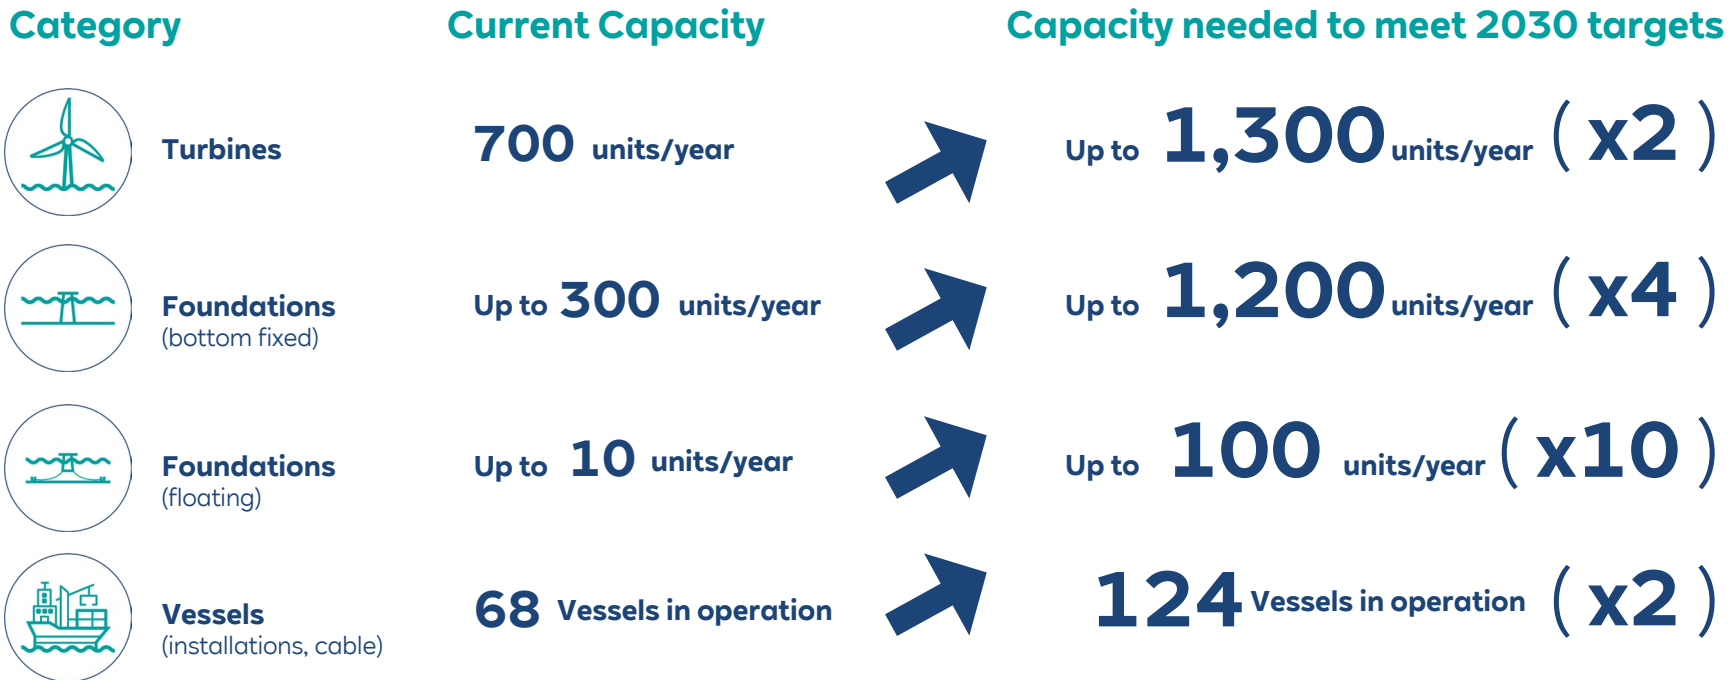 Category Current Capacity Capacity needed to meet 2030 targets
Turbines 700 units/year Up to 1,300 units/year ( x2 )
Foundations Up to 300 units/year Up to 1,200 units/year ( x4 )
(bottom fixed)
Foundations Up to 10 units/year Up to 100 units/year ( x10 )
(floating)
Vessels 68 Vessels in operation 124 Vessels in operation ( x2 )
(installations, cable)